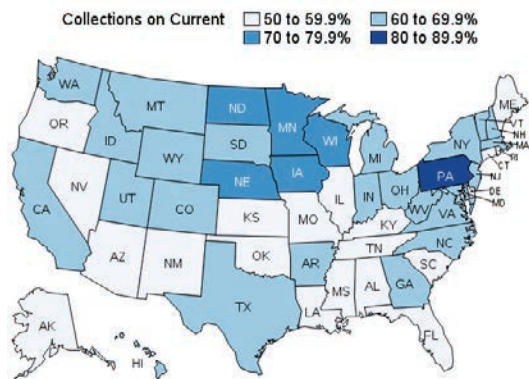 Collections on Current
50 to 59.9%
60 to 69.9%
70 to 79.9%
80 to 89.9%
WA
MT
ND
MN
ME
OR
ID
SD
WI
VT
NH
NY
MA
WY
MI
RI
CT
NV
NE
IA
PA
NJ
CA
UT
CO
IL
IN
OH
DE
MD
WV
VA
KS
MO
KY
AZ
NM
OK
AR
TN
NC
SC
TX
LA
MS
AL
GA
AK
HI
FL